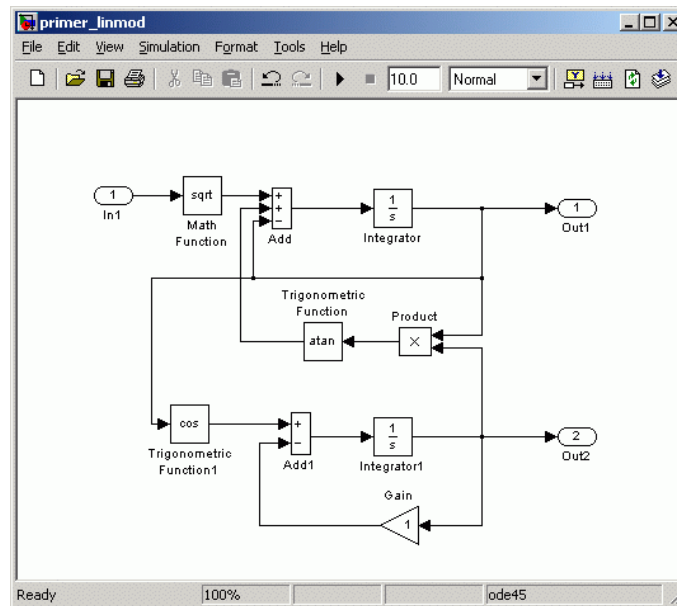 primer_linmod
File Edit View Simulation Format Tools Help
10.0 Normal
1
In1
sqrt
Math
Function
+
+
−
Add
1
s
Integrator
1
Out1
Trigonometric
Function
atan
Product
×
cos
Trigonometric
Function1
+
−
Add1
1
s
Integrator1
2
Out2
Gain
1
Ready 100% ode45